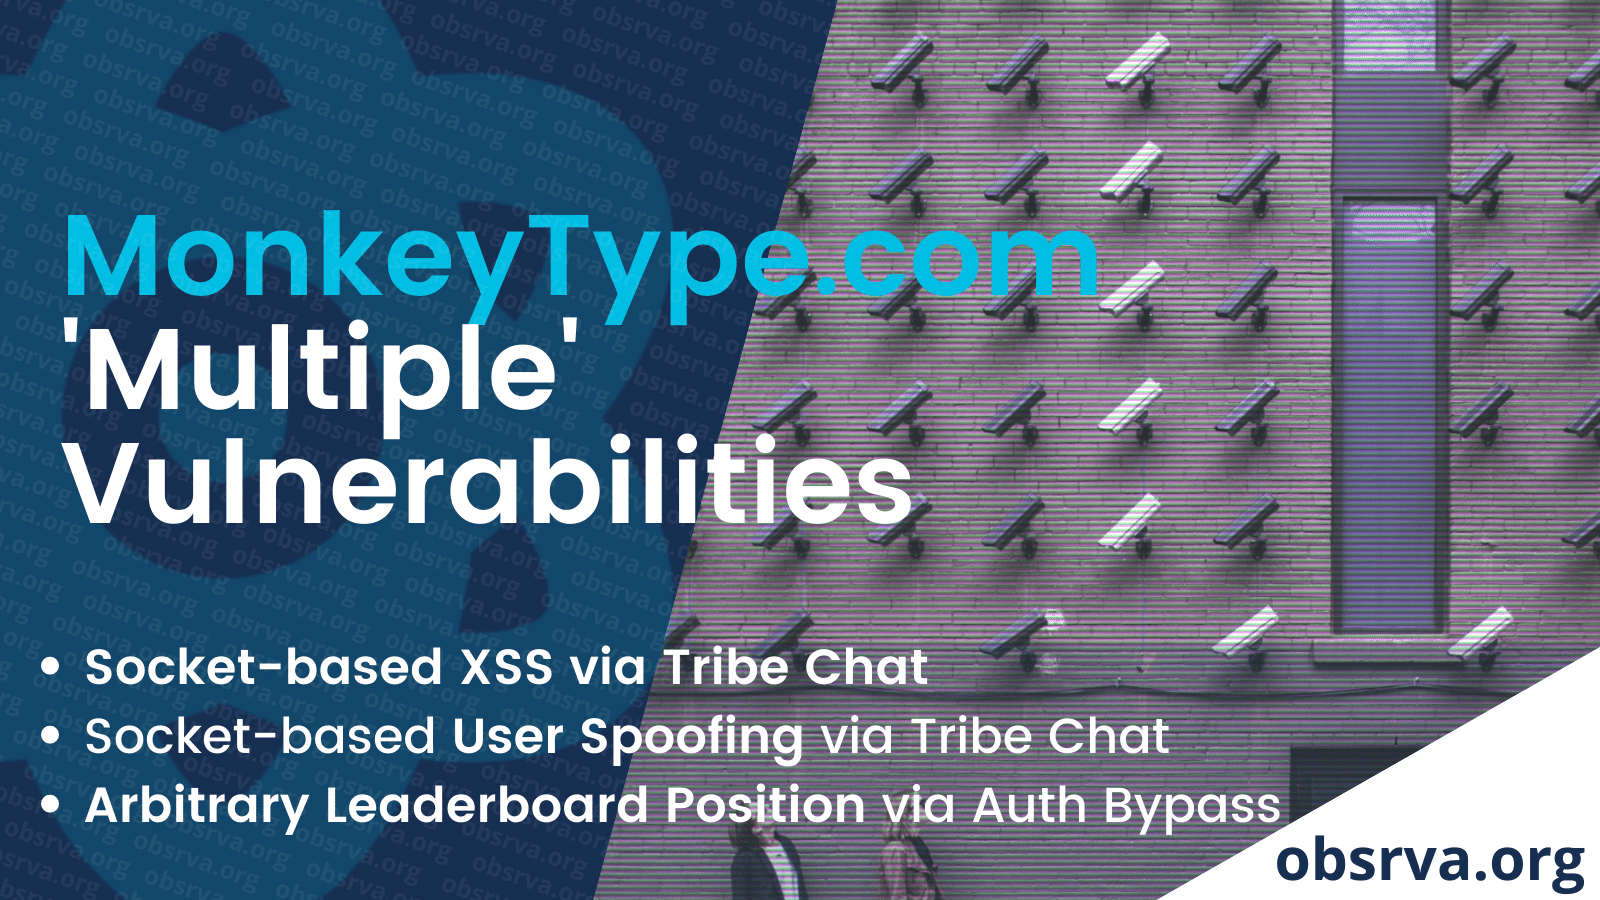 MonkeyType.com
'Multiple'
Vulnerabilities
• Socket-based XSS via Tribe Chat
• Socket-based User Spoofing via Tribe Chat
• Arbitrary Leaderboard Position via Auth Bypass
obsrva.org